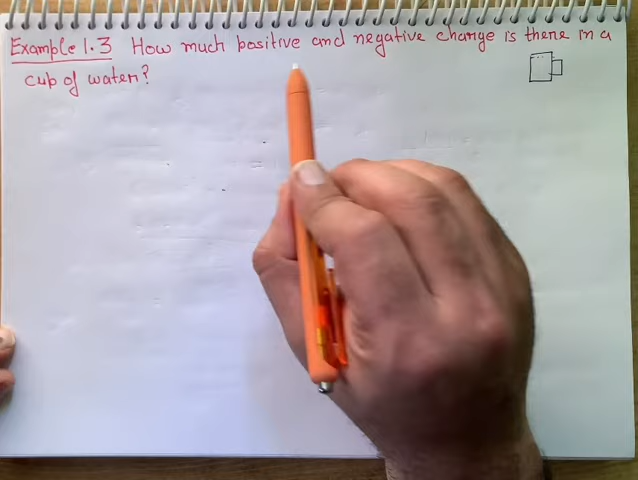 Example 1.3 How much positive and negative charge is there in a
cup of water?